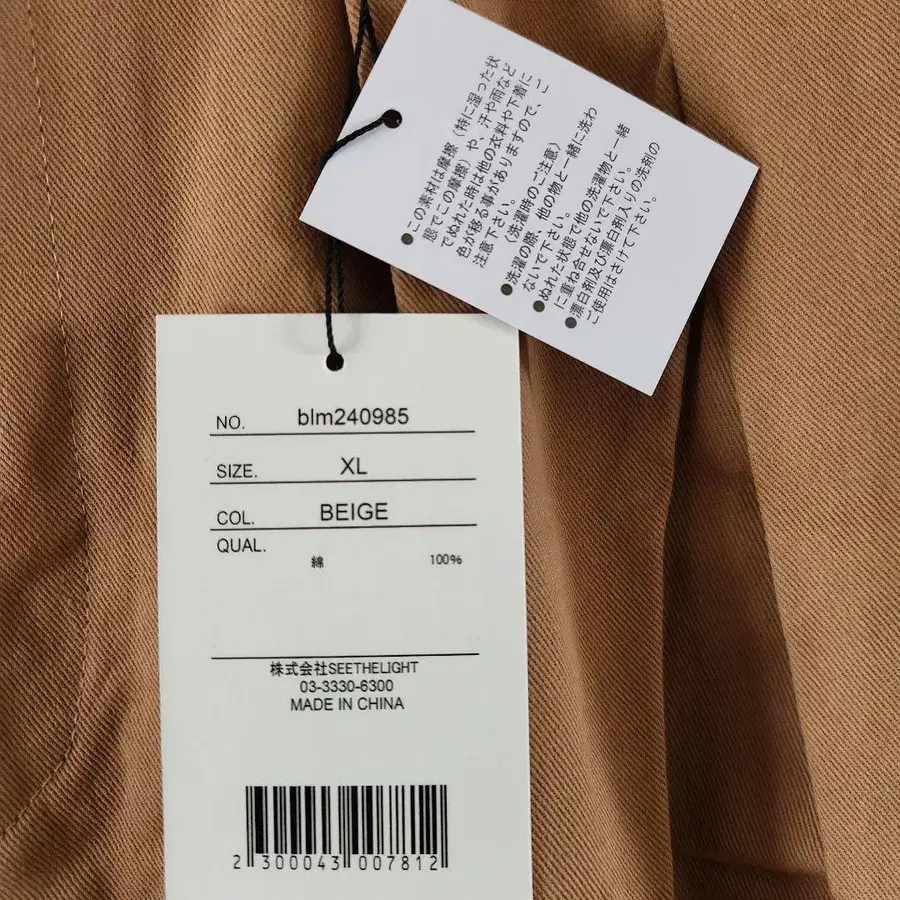 ●この素材は摩擦（特に湿った状
態でこの摩擦）や、汗や雨など
でぬれた時は他の衣料や下着に
色が移る事がありますので、ご
注意下さい。
〈洗濯時のご注意〉
●洗濯の際、他の物と一緒に洗わ
ないで下さい。
●ぬれた状態で他の洗濯物と一緒
に重ね合せないで下さい。
●漂白剤及び漂白剤入りの洗剤の
ご使用はさけて下さい。
NO. blm240985
SIZE. XL
COL. BEIGE
QUAL.
綿 100%
株式会社SEETHELIGHT
03-3330-6300
MADE IN CHINA
2 300043 007812